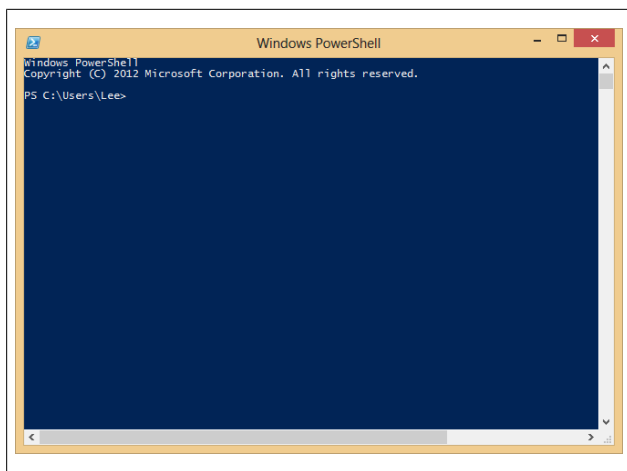 Windows PowerShell
Windows PowerShell
Copyright (C) 2012 Microsoft Corporation. All rights reserved.
PS C:\Users\Lee>